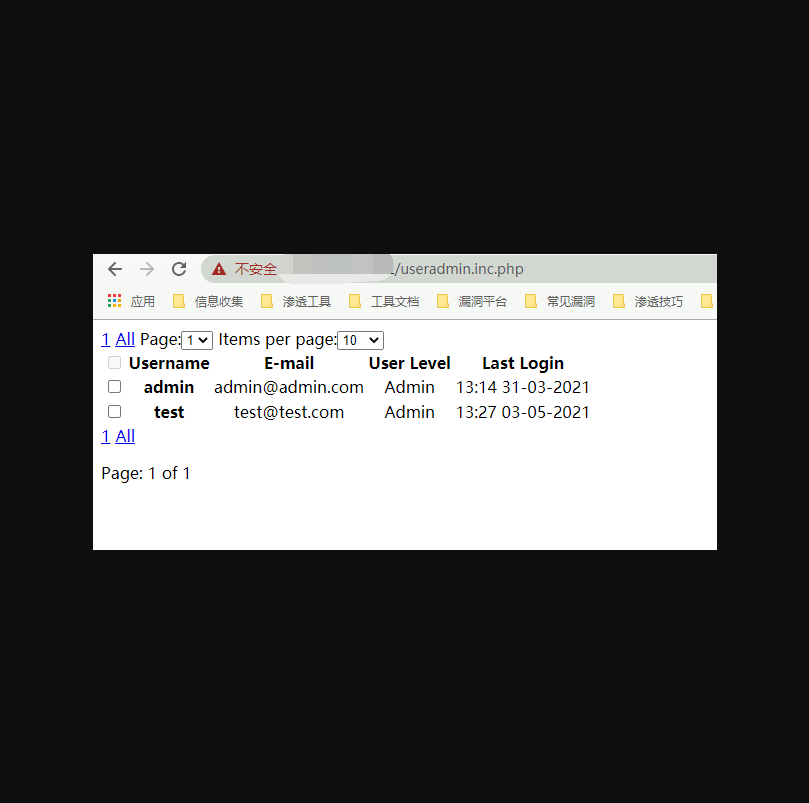 不安全 /useradmin.inc.php
应用 信息收集 渗透工具 工具文档 漏洞平台 常见漏洞 渗透技巧
1 All Page: 1 Items per page: 10
Username E-mail User Level Last Login
admin admin@admin.com Admin 13:14 31-03-2021
test test@test.com Admin 13:27 03-05-2021
1 All
Page: 1 of 1